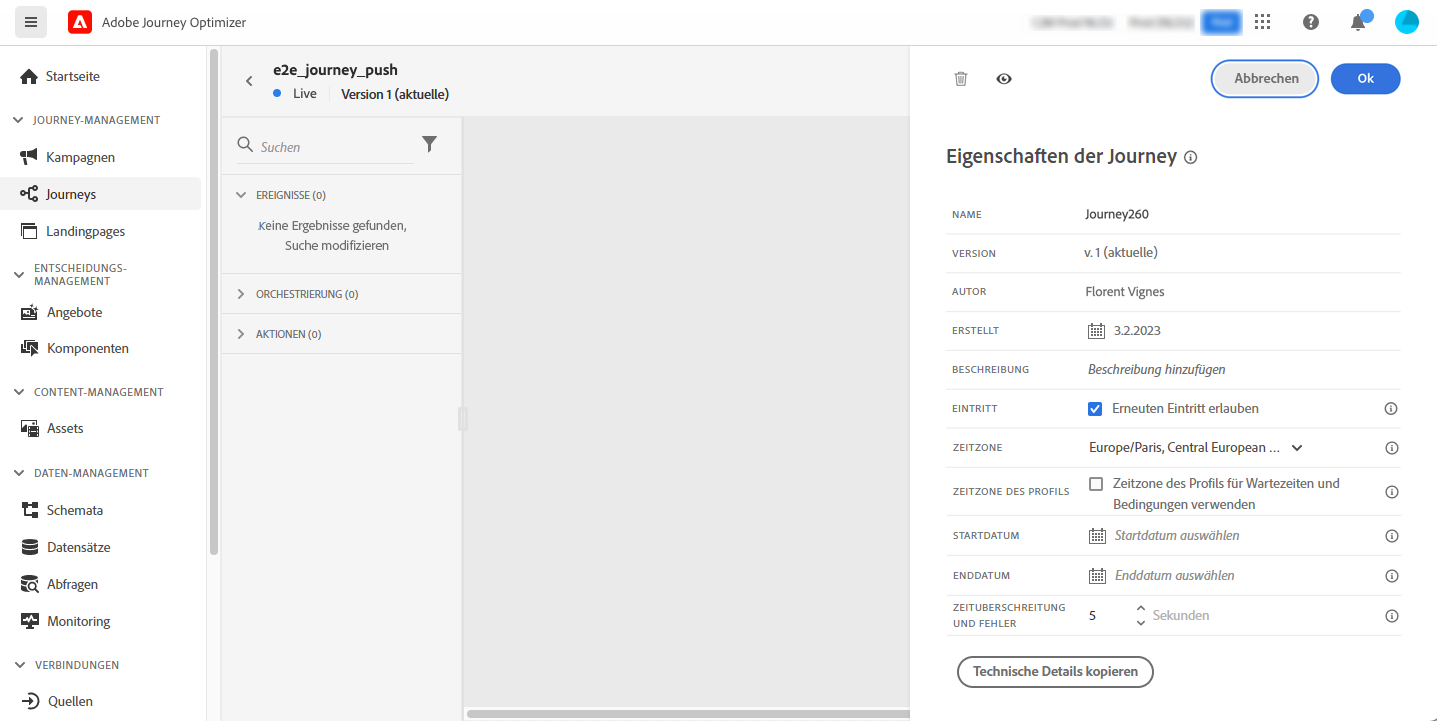 Adobe Journey Optimizer
Startseite
JOURNEY-MANAGEMENT
Kampagnen
Journeys
Landingpages
ENTSCHEIDUNGS-
MANAGEMENT
Angebote
Komponenten
CONTENT-MANAGEMENT
Assets
DATEN-MANAGEMENT
Schemata
Datensätze
Abfragen
Monitoring
VERBINDUNGEN
Quellen
e2e_journey_push
Live Version 1 (aktuelle)
Suchen
EREIGNISSE (0)
Keine Ergebnisse gefunden,
Suche modifizieren
ORCHESTRIERUNG (0)
AKTIONEN (0)
Abbrechen Ok
Eigenschaften der Journey
NAME Journey260
VERSION v. 1 (aktuelle)
AUTOR Florent Vignes
ERSTELLT 3.2.2023
BESCHREIBUNG Beschreibung hinzufügen
EINTRITT Erneuten Eintritt erlauben
ZEITZONE Europe/Paris, Central European ...
ZEITZONE DES PROFILS Zeitzone des Profils für Wartezeiten und
Bedingungen verwenden
STARTDATUM Startdatum auswählen
ENDDATUM Enddatum auswählen
ZEITUBERSCHREITUNG
UND FEHLER 5 Sekunden
Technische Details kopieren